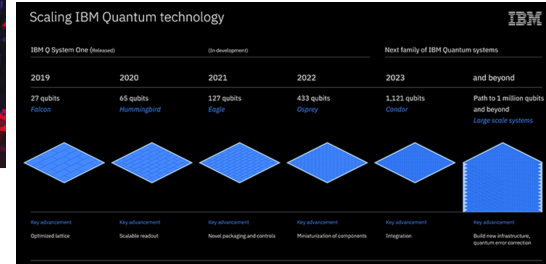 Scaling IBM Quantum technology
IBM
IBM Q System One (Released)
(In development)
Next family of IBM Quantum systems
2019
2020
2021
2022
2023
and beyond
27 qubits
65 qubits
127 qubits
433 qubits
1,121 qubits
Path to 1 million qubits
and beyond
Falcon
Hummingbird
Eagle
Osprey
Condor
Large scale systems
Key advancement
Key advancement
Key advancement
Key advancement
Key advancement
Key advancement
Optimized lattice
Scalable readout
Novel packaging and controls
Miniaturization of components
Integration
Build new infrastructure,
quantum error correction